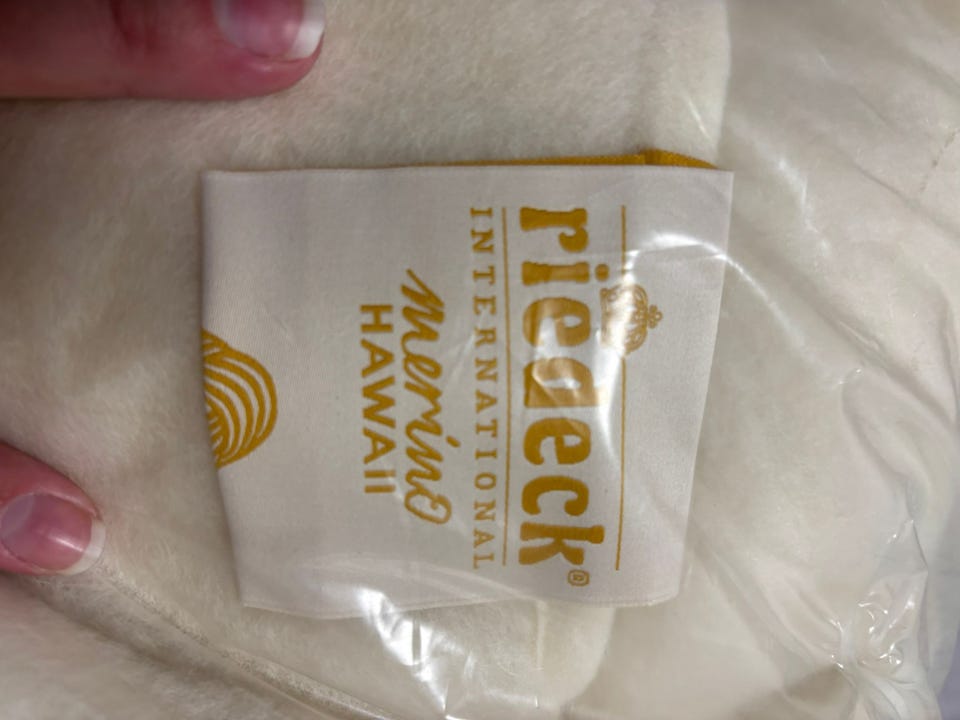 riedeck®
INTERNATIONAL
merino
HAWAII